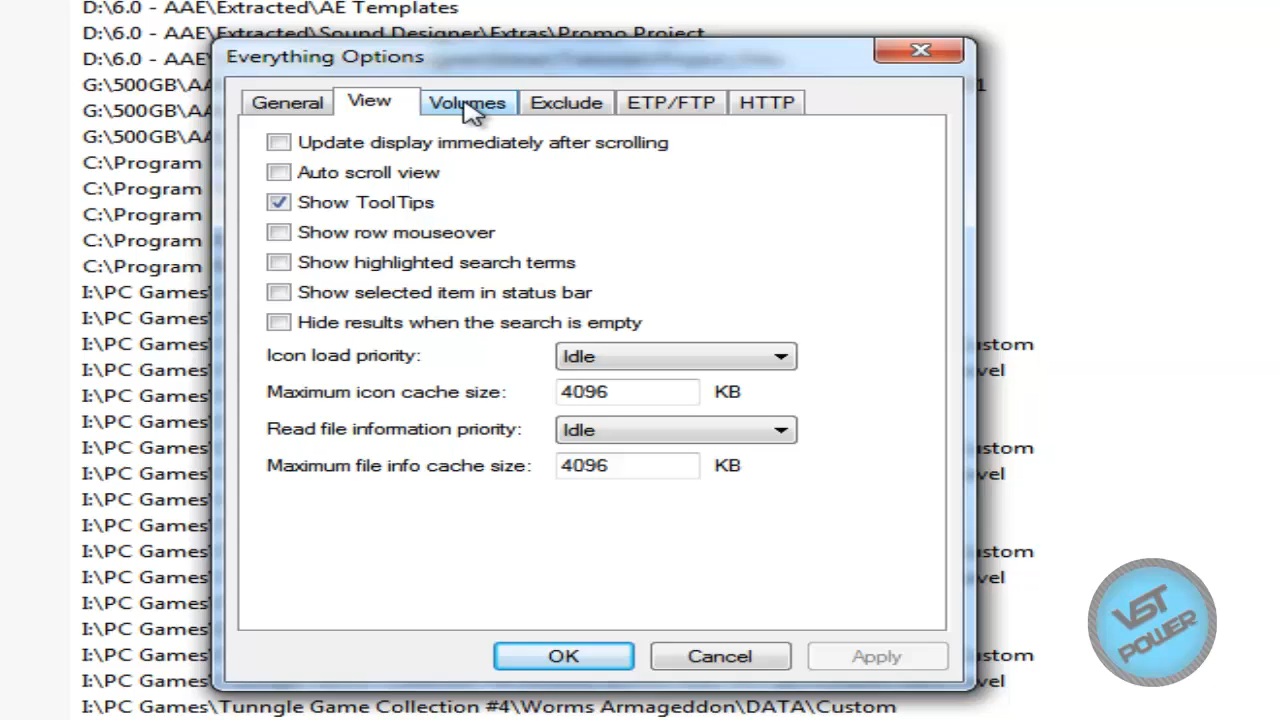 D:\6.0 - AAE\Extracted\AE Templates
D:\6.0 - AAE\Extracted\Sound Designer\Extras\Promo Project
D:\6.0 - AAE\
G:\500GB\AA
G:\500GB\AA
G:\500GB\AA
C:\Program
C:\Program
C:\Program
C:\Program
C:\Program
I:\PC Games\
I:\PC Games\
I:\PC Games\ ustom
I:\PC Games\ vel
I:\PC Games\
I:\PC Games\
I:\PC Games\
I:\PC Games\ ustom
I:\PC Games\ vel
I:\PC Games\
I:\PC Games\
I:\PC Games\ ustom
I:\PC Games\ vel
I:\PC Games\
I:\PC Games\
I:\PC Games\ ustom
I:\PC Games\ vel
I:\PC Games\Tunngle Game Collection #4\Worms Armageddon\DATA\Custom
Everything Options
General View Volumes Exclude ETP/FTP HTTP
Update display immediately after scrolling
Auto scroll view
Show ToolTips
Show row mouseover
Show highlighted search terms
Show selected item in status bar
Hide results when the search is empty
Icon load priority: Idle
Maximum icon cache size: 4096 KB
Read file information priority: Idle
Maximum file info cache size: 4096 KB
OK Cancel Apply
VST
POWER